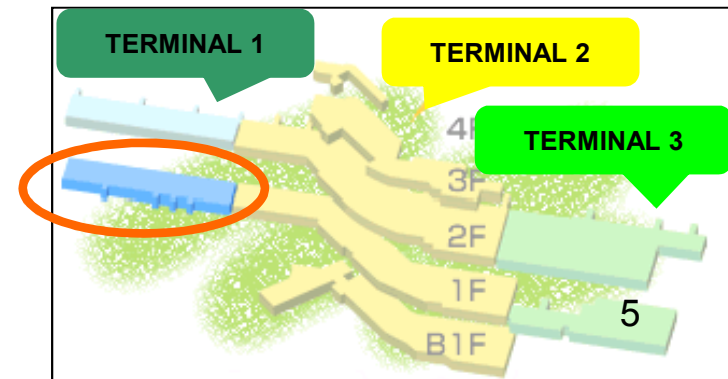 TERMINAL 1
TERMINAL 2
4F
TERMINAL 3
3F
2F
1F
5
B1F